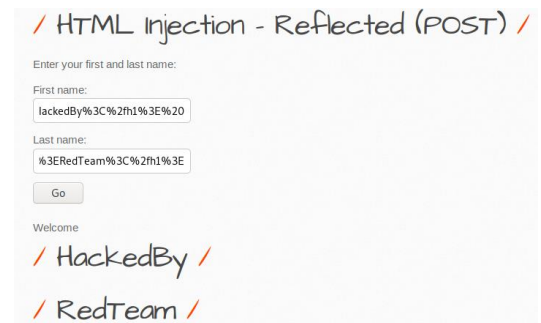 / HTML Injection - Reflected (POST) /
Enter your first and last name:
First name:
lackedBy%3C%2fh1%3E%20
Last name:
%3ERedTeam%3C%2fh1%3E
Go
Welcome
/ HackedBy /
/ RedTeam /